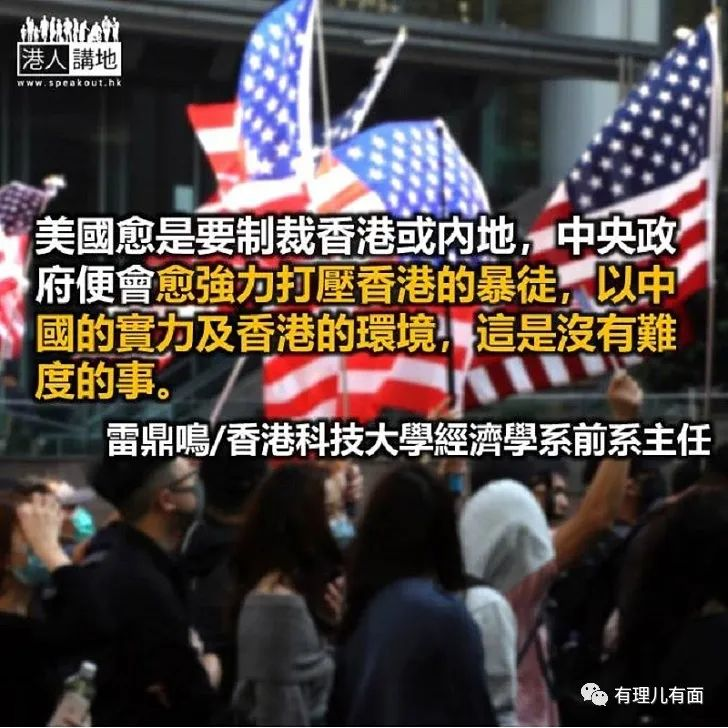 港人講地
www.speakout.hk
美國愈是要制裁香港或內地，中央政
府便會愈強力打壓香港的暴徒，以中
國的實力及香港的環境，這是沒有難
度的事。
雷鼎鳴/香港科技大學經濟學系前系主任
有理儿有面